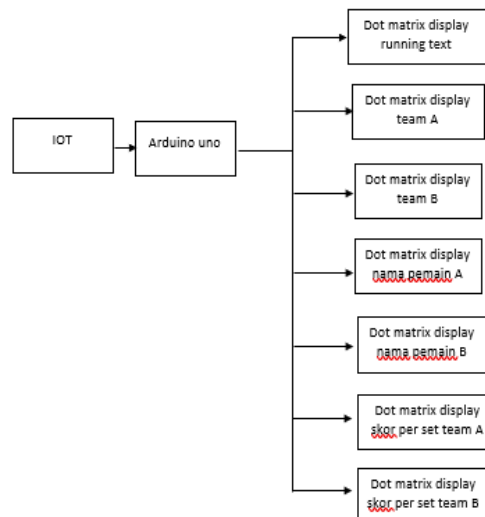 Dot matrix display
running text
Dot matrix display
team A
IOT
Arduino uno
Dot matrix display
team B
Dot matrix display
nama pemain A
Dot matrix display
nama pemain B
Dot matrix display
skor per set team A
Dot matrix display
skor per set team B